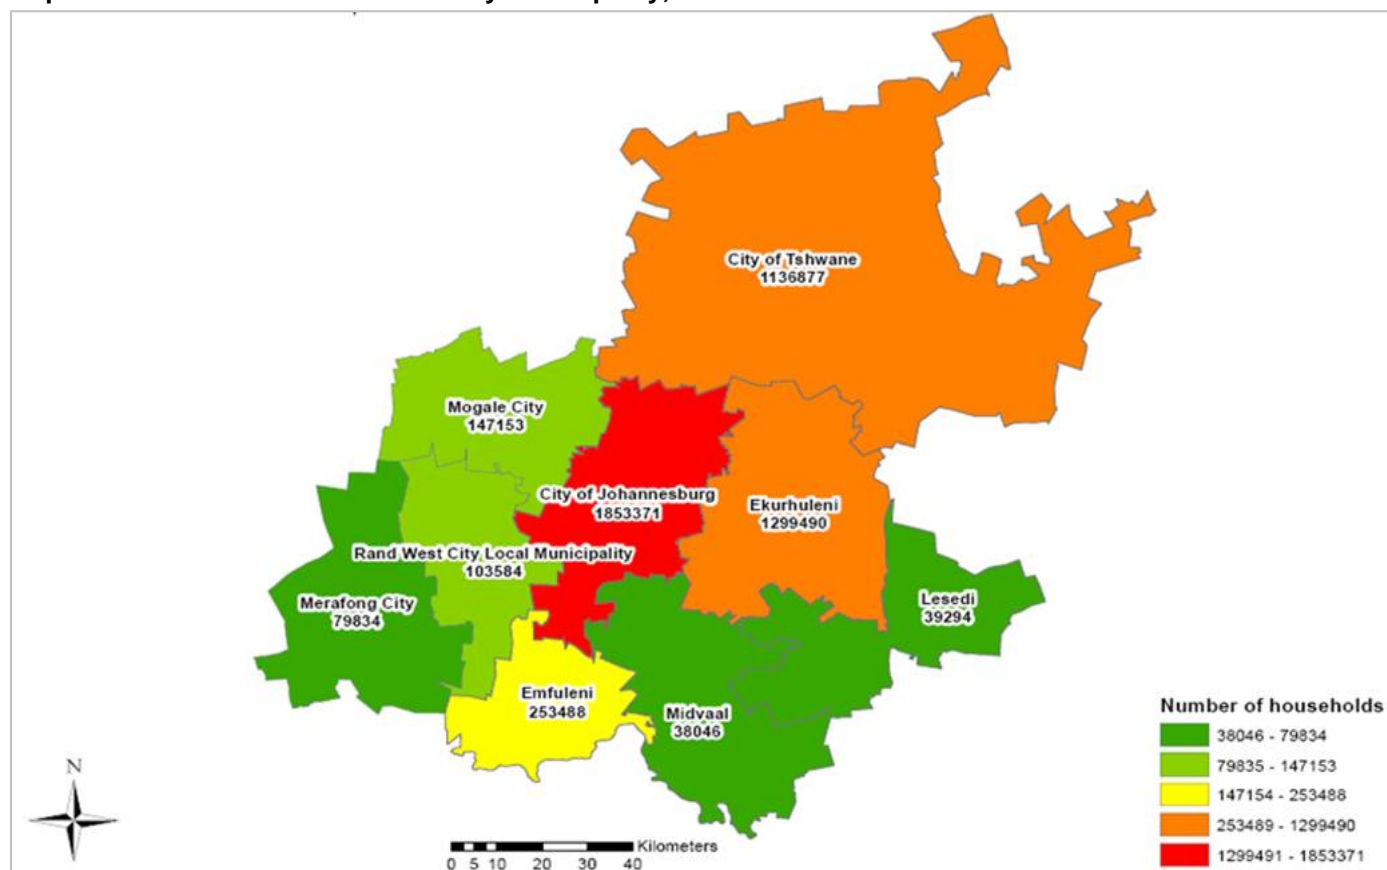 City of Tshwane
1136877
Mogale City
147153
City of Johannesburg
1853371
Ekurhuleni
1299490
Rand West City Local Municipality
103584
Merafong City
79834
Lesedi
39294
Emfuleni
253488
Midvaal
38046
Number of households
38046 - 79834
79835 - 147153
147154 - 253488
253489 - 1299490
1299491 - 1853371
N
Kilometers
0 5 10 20 30 40